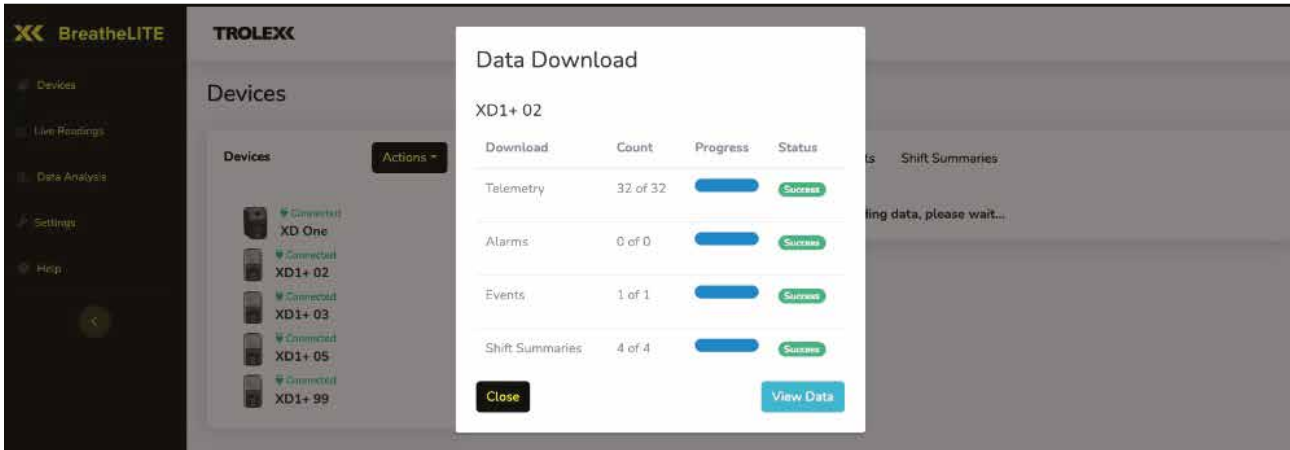 BreatheLITE
TROLEX
Devices
Live Readings
Data Analysis
Settings
Help
Devices
Devices
Actions
Connected
XD One
Connected
XD1+ 02
Connected
XD1+ 03
Connected
XD1+ 05
Connected
XD1+ 99
Data Download
XD1+ 02
Download Count Progress Status
Telemetry 32 of 32 Success
Alarms 0 of 0 Success
Events 1 of 1 Success
Shift Summaries 4 of 4 Success
Close View Data
Shift Summaries
data, please wait...